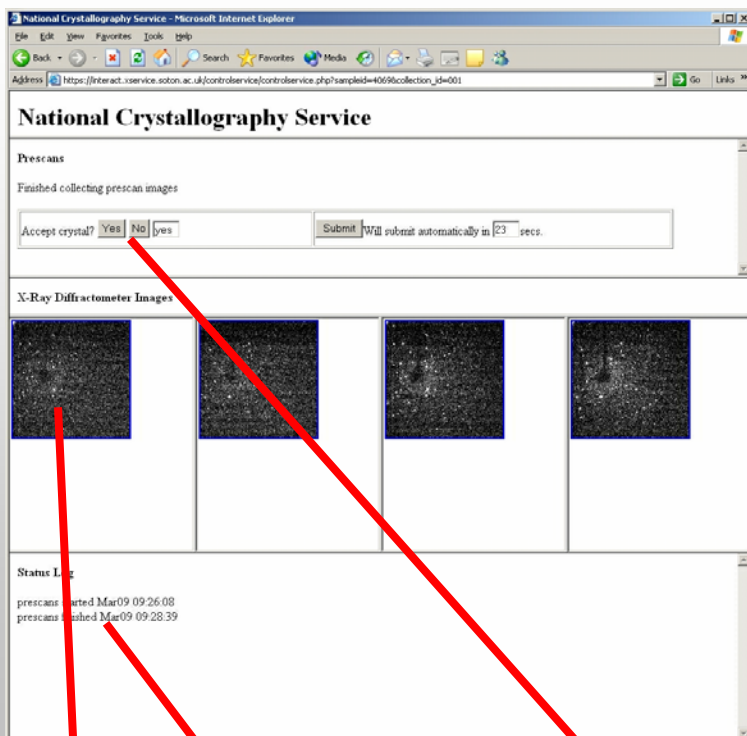 National Crystallography Service - Microsoft Internet Explorer
File Edit View Favorites Tools Help
Back Search Favorites Media
Address https://interact.xservice.soton.ac.uk/controlservice/controlservice.php?sampleid=4069&collection_id=001 Go Links »
National Crystallography Service
Prescans
Finished collecting prescan images
Accept crystal? Yes No yes Submit Will submit automatically in 23 secs.
X-Ray Diffractometer Images
Status Log
prescans started Mar09 09:26:08
prescans finished Mar09 09:28:39